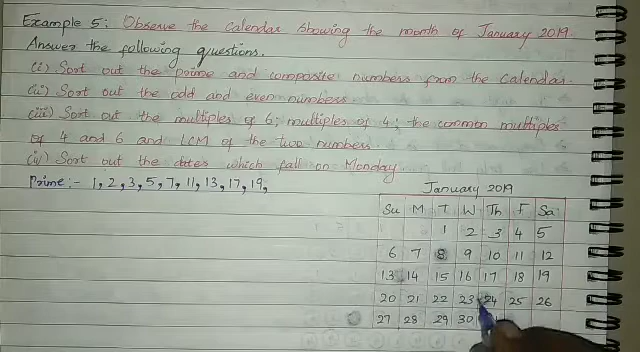 Example 5: Observe the Calendar showing the month of January 2019.
Answer the following questions.
(i) Sort out the prime and composite numbers from the Calendar.
(ii) Sort out the odd and even numbers
(iii) Sort out the multiples of 6; multiples of 4; the common multiples
of 4 and 6 and LCM of the two numbers.
(iv) Sort out the dates which fall on Monday.
Prime:- 1, 2, 3, 5, 7, 11, 13, 17, 19,
January 2019
Su M T W Th F Sa
1 2 3 4 5
6 7 8 9 10 11 12
13 14 15 16 17 18 19
20 21 22 23 24 25 26
27 28 29 30